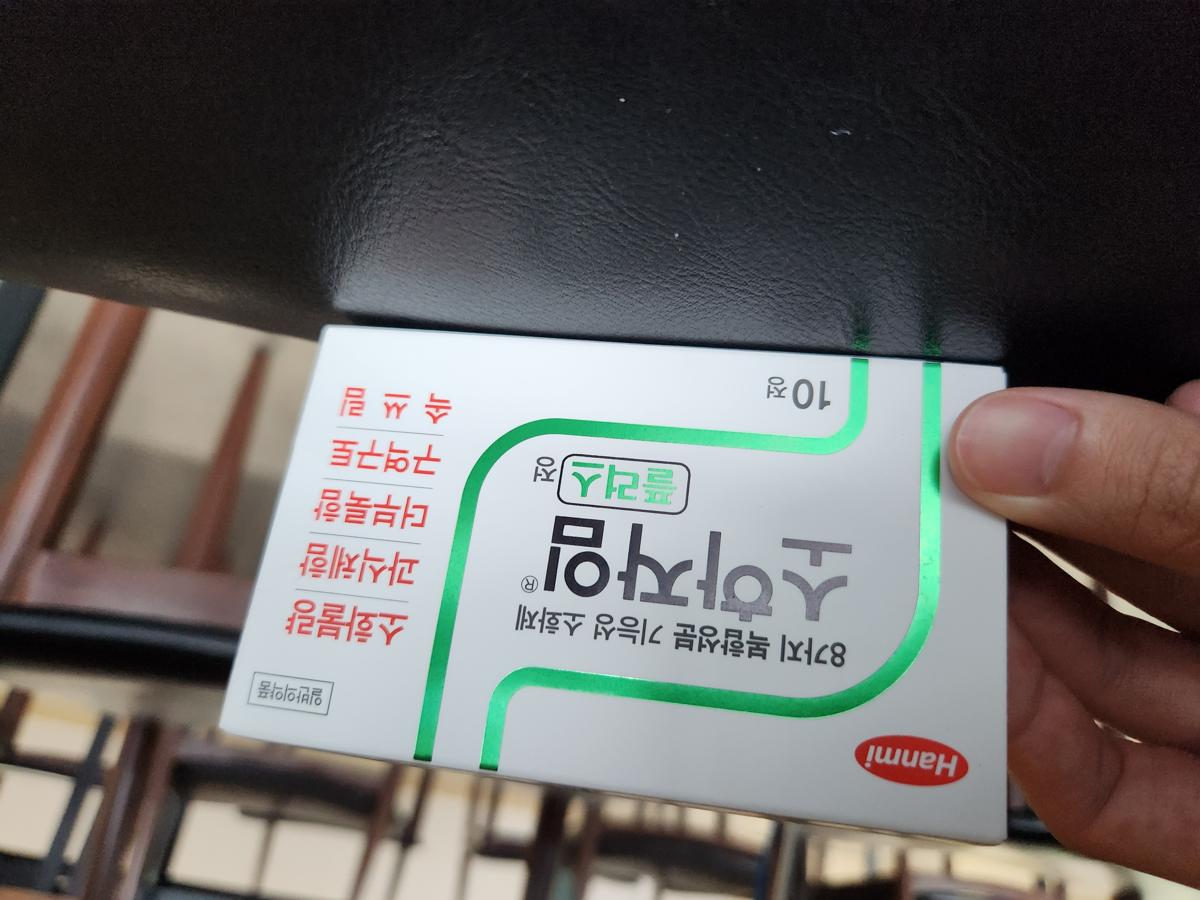 Hanmi
일반의약품
8가지 복합성분 기능성 소화제
소하자임®
플러스정
10정
소화불량
과식체함
더부룩함
구역구토
속쓰림